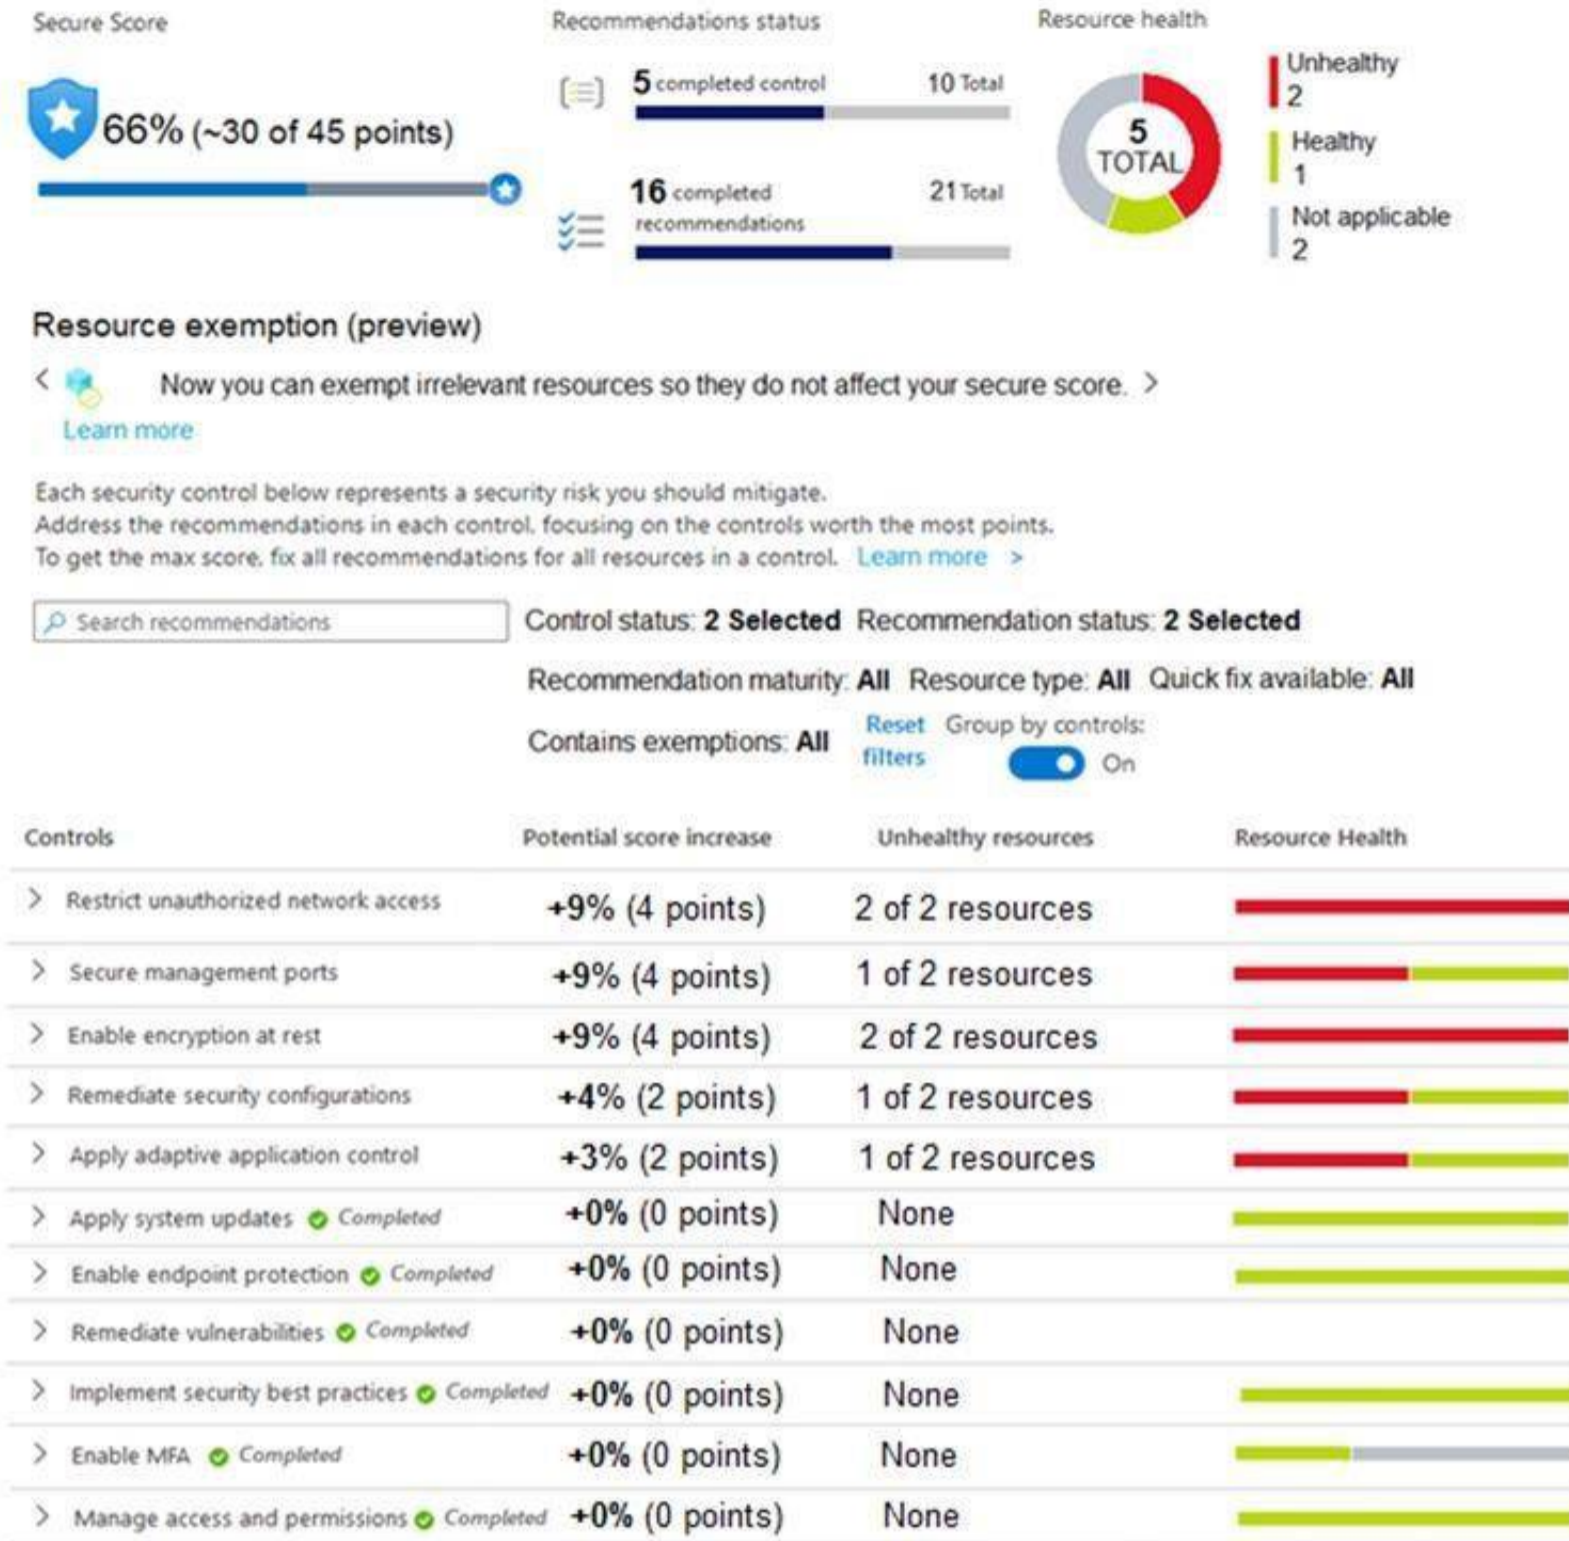 Secure Score
66% (~30 of 45 points)
Recommendations status
5 completed control 10 Total
16 completed 21 Total
recommendations
Resource health
5
TOTAL
Unhealthy
2
Healthy
1
Not applicable
2
Resource exemption (preview)
Now you can exempt irrelevant resources so they do not affect your secure score.
Learn more
Each security control below represents a security risk you should mitigate.
Address the recommendations in each control, focusing on the controls worth the most points.
To get the max score, fix all recommendations for all resources in a control. Learn more >
Search recommendations
Control status: 2 Selected Recommendation status: 2 Selected
Recommendation maturity: All Resource type: All Quick fix available: All
Contains exemptions: All
Reset
filters
Group by controls:
On
Controls Potential score increase Unhealthy resources Resource Health
> Restrict unauthorized network access +9% (4 points) 2 of 2 resources
> Secure management ports +9% (4 points) 1 of 2 resources
> Enable encryption at rest +9% (4 points) 2 of 2 resources
> Remediate security configurations +4% (2 points) 1 of 2 resources
> Apply adaptive application control +3% (2 points) 1 of 2 resources
> Apply system updates Completed +0% (0 points) None
> Enable endpoint protection Completed +0% (0 points) None
> Remediate vulnerabilities Completed +0% (0 points) None
> Implement security best practices Completed +0% (0 points) None
> Enable MFA Completed +0% (0 points) None
> Manage access and permissions Completed +0% (0 points) None